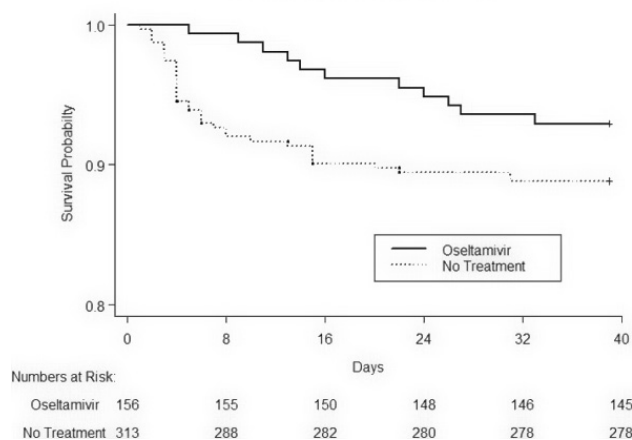 1.0
0.9
0.8
Survival Probabilty
Oseltamivir
No Treatment
0 8 16 24 32 40
Days
Numbers at Risk:
Oseltamivir 156 155 150 148 146 145
No Treatment 313 288 282 280 278 278